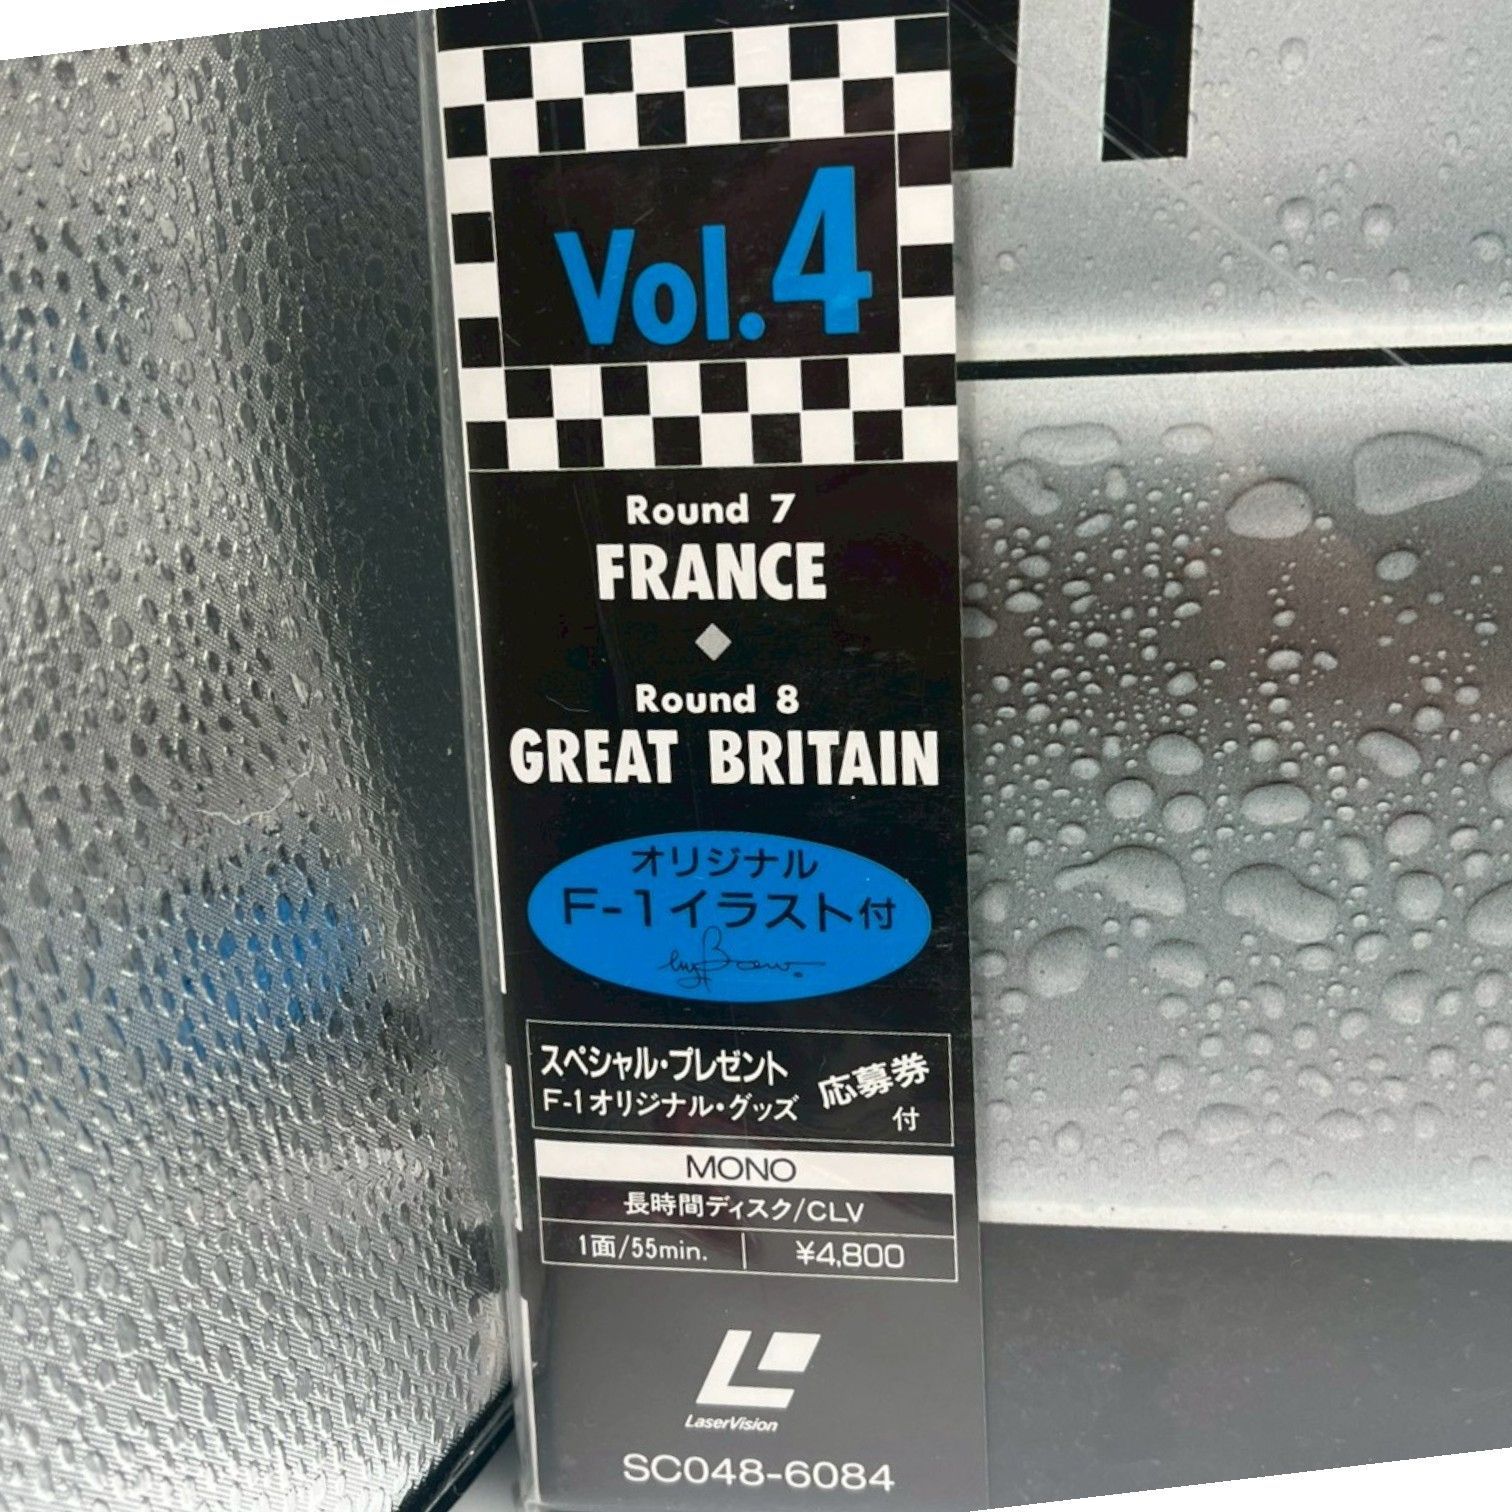 Vol.4
Round 7
FRANCE
Round 8
GREAT BRITAIN
オリジナル
F-1イラスト付
スペシャル・プレゼント
F-1オリジナル・グッズ
応募券
付
MONO
長時間ディスク/CLV
1面/55min.
¥4,800
LaserVision
SC048-6084